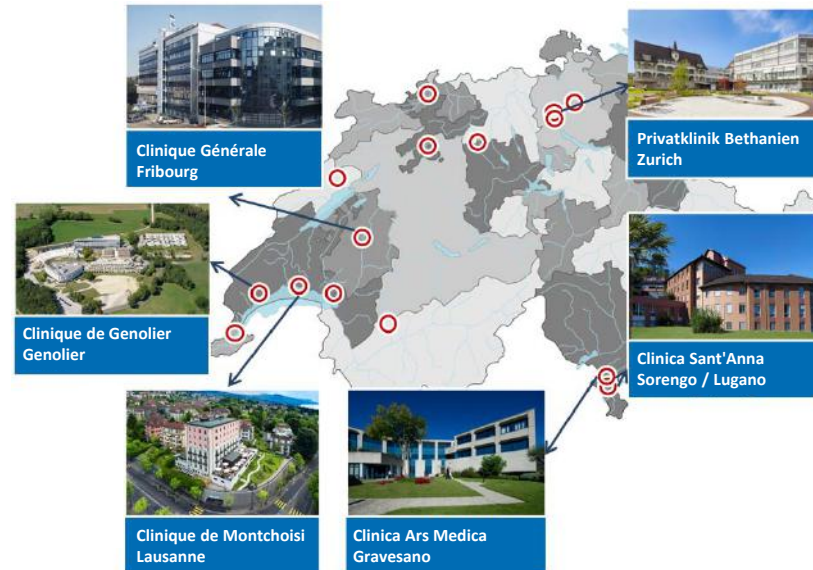 Clinique Générale
Fribourg
Privatklinik Bethanien
Zurich
Clinique de Genolier
Genolier
Clinica Sant'Anna
Sorengo / Lugano
Clinique de Montchoisi
Lausanne
Clinica Ars Medica
Gravesano